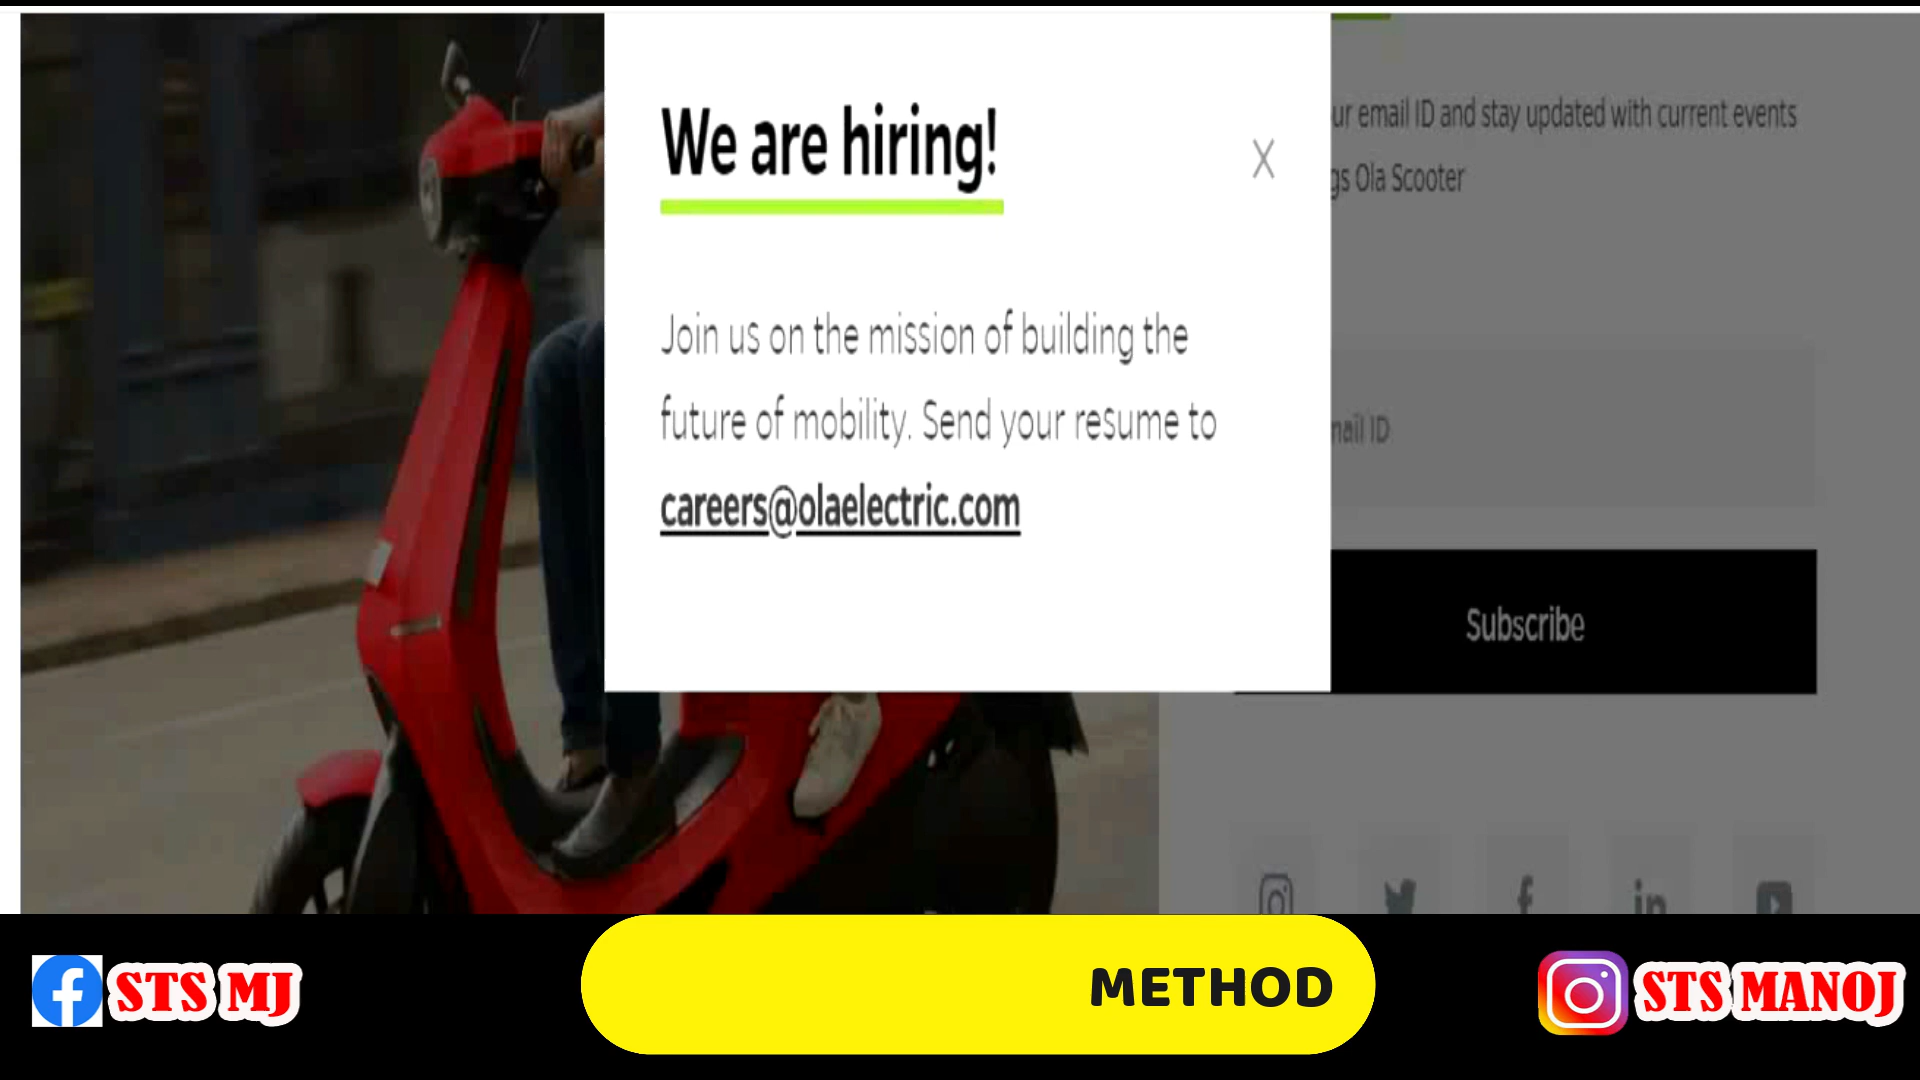 We are hiring!
X
ur email ID and stay updated with current events
gs Ola Scooter
Join us on the mission of building the
future of mobility. Send your resume to
careers@olaelectric.com
mail ID
Subscribe
STS MJ
METHOD
STS MANOJ